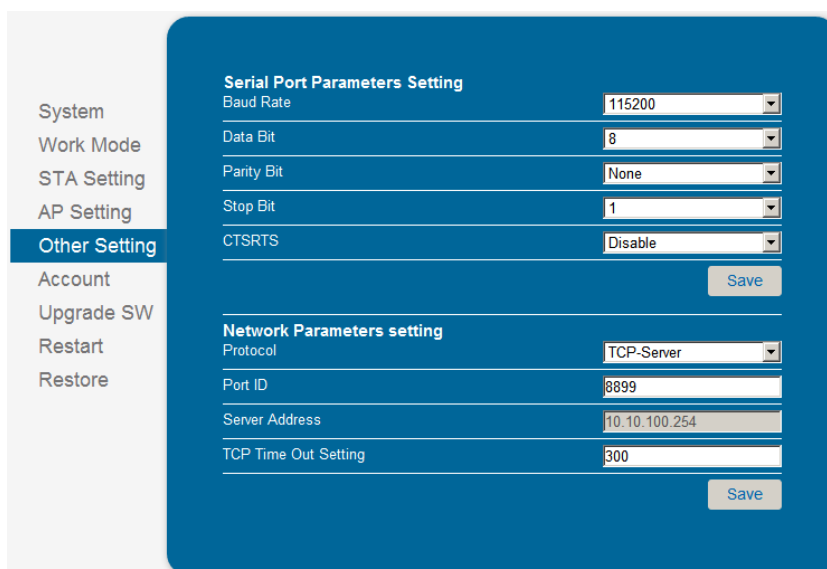 System
Work Mode
STA Setting
AP Setting
Other Setting
Account
Upgrade SW
Restart
Restore
Serial Port Parameters Setting
Baud Rate 115200
Data Bit 8
Parity Bit None
Stop Bit 1
CTSRTS Disable
Save
Network Parameters setting
Protocol TCP-Server
Port ID 8899
Server Address 10.10.100.254
TCP Time Out Setting 300
Save